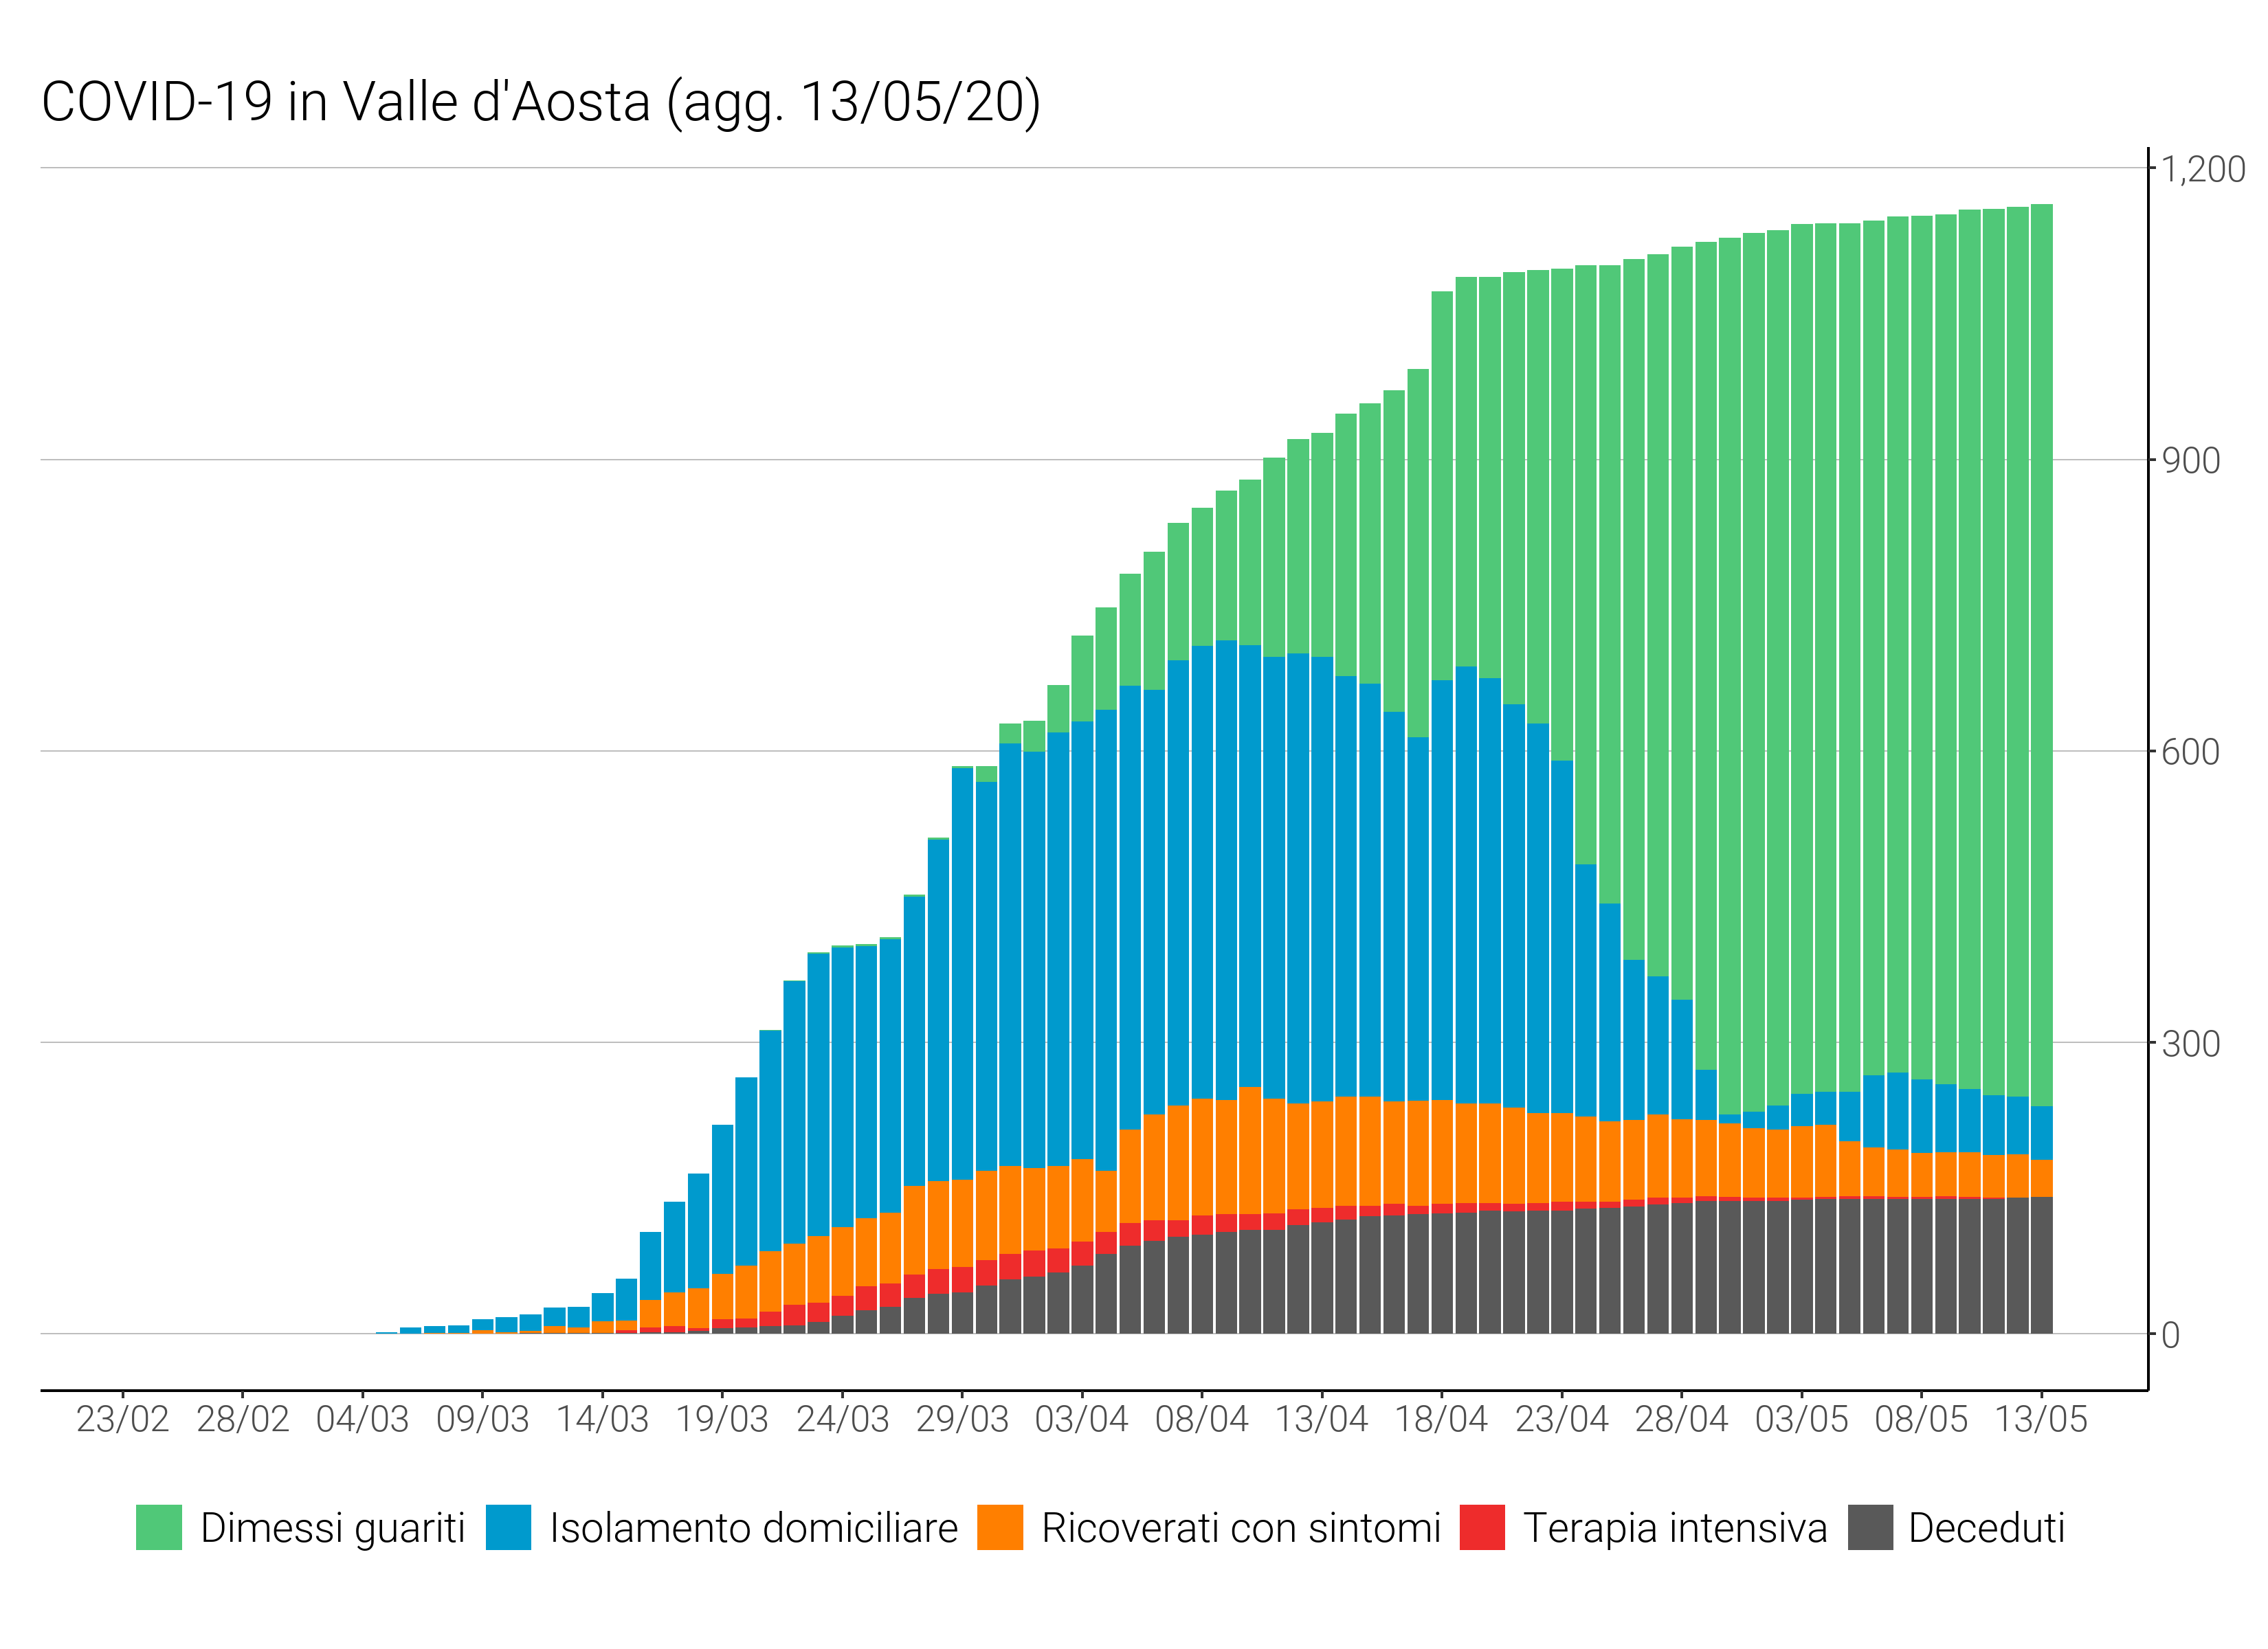 COVID-19 in Valle d'Aosta (agg. 13/05/20)
1,200
900
600
300
0
23/02 28/02 04/03 09/03 14/03 19/03 24/03 29/03 03/04 08/04 13/04 18/04 23/04 28/04 03/05 08/05 13/05
Dimessi guariti Isolamento domiciliare Ricoverati con sintomi Terapia intensiva Deceduti